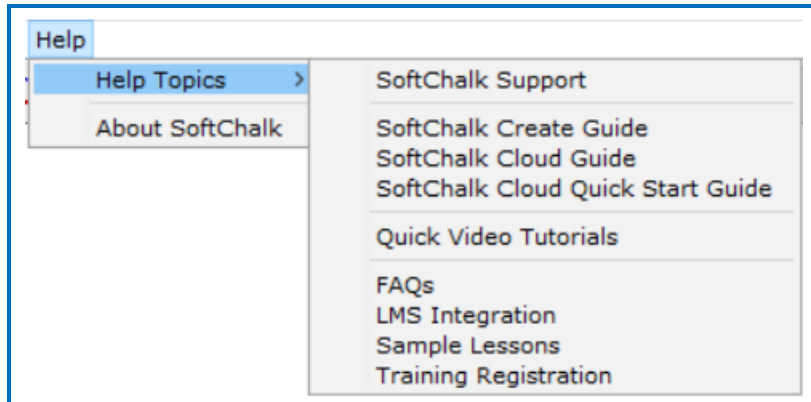 Help
Help Topics
About SoftChalk
SoftChalk Support
SoftChalk Create Guide
SoftChalk Cloud Guide
SoftChalk Cloud Quick Start Guide
Quick Video Tutorials
FAQs
LMS Integration
Sample Lessons
Training Registration